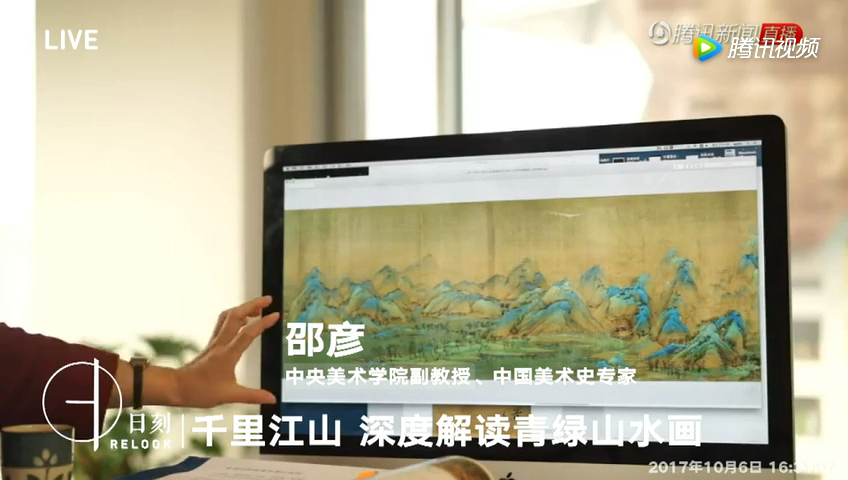 LIVE
腾讯新闻 直播
腾讯视频
邵彦
中央美术学院副教授、中国美术史专家
日刻
RELOOK
千里江山 深度解读青绿山水画
2017年10月6日